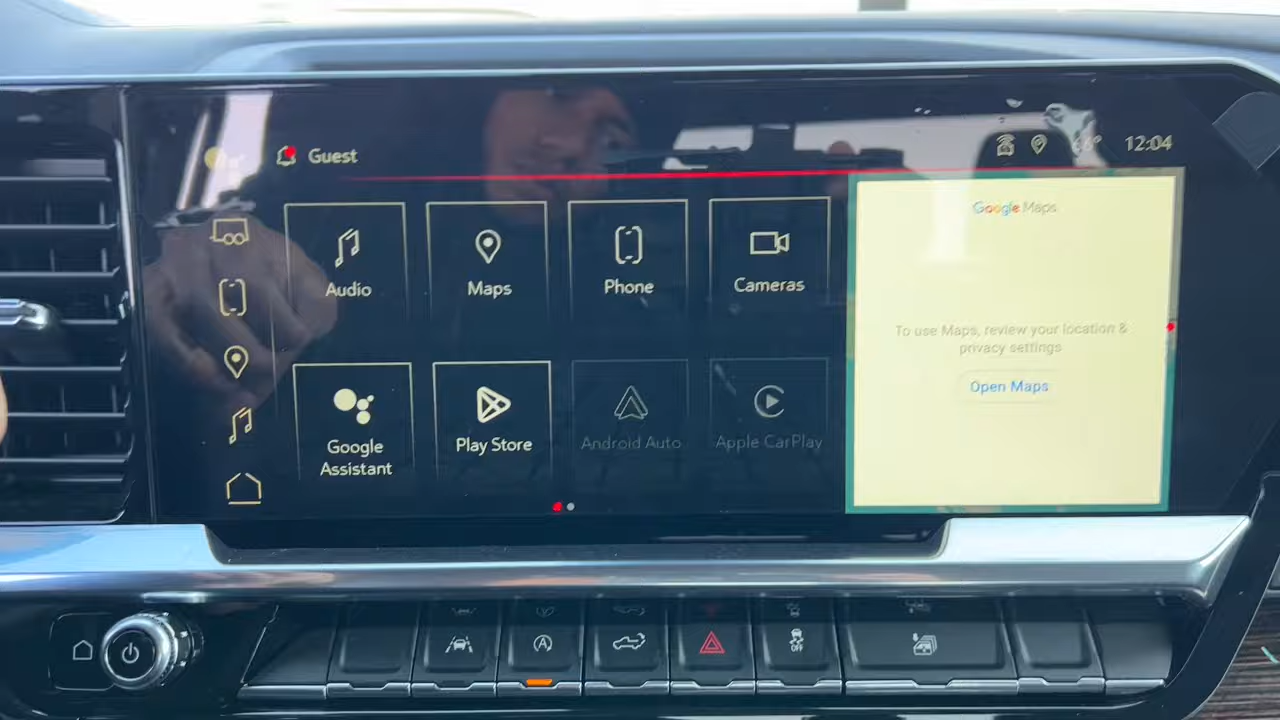 Guest
12:04
Audio
Maps
Phone
Cameras
Google
Assistant
Play Store
Android Auto
Apple CarPlay
Google Maps
To use Maps, review your location &
privacy settings
Open Maps
OFF